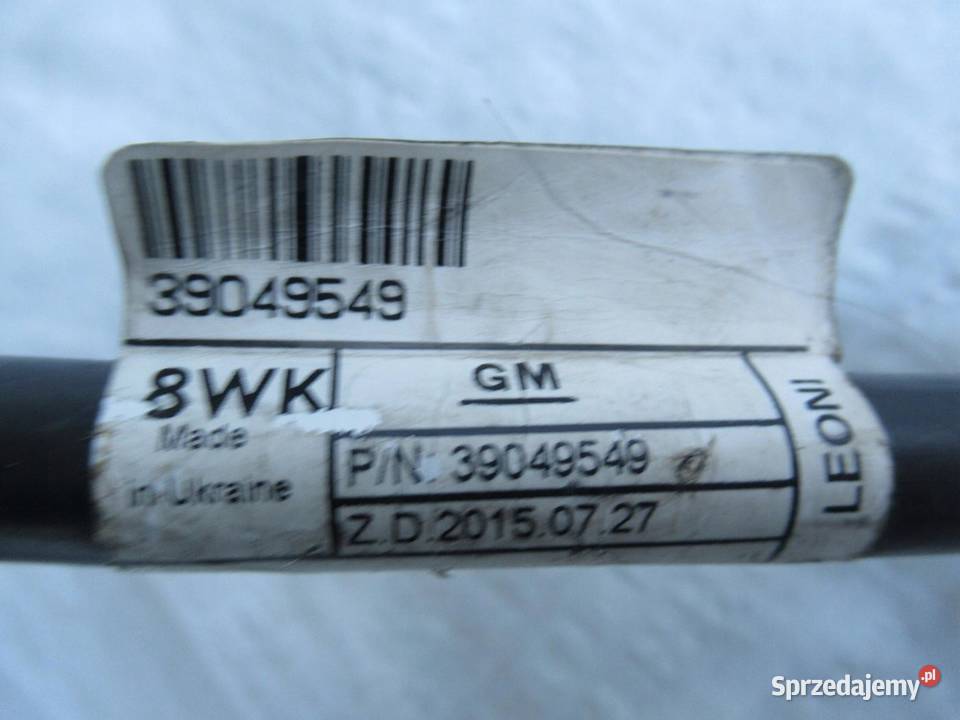 39049549
8WK
Made
in Ukraine
GM
P/N: 39049549
Z.D.2015.07.27
LEONI
Sprzedajemy.pl